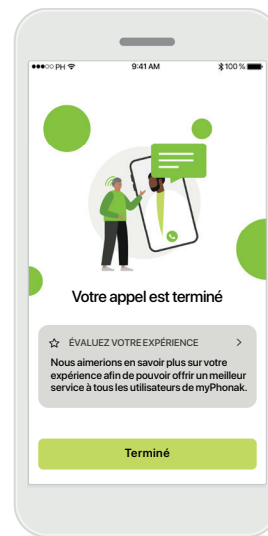 PH 9:41 AM 100 %
Votre appel est terminé
ÉVALUEZ VOTRE EXPÉRIENCE
Nous aimerions en savoir plus sur votre
expérience afin de pouvoir offrir un meilleur
service à tous les utilisateurs de myPhonak.
Terminé